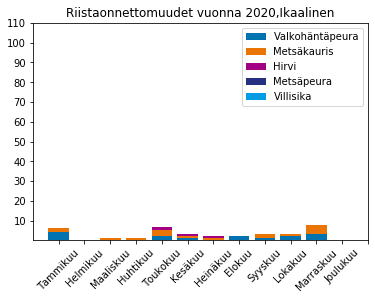 Riistaonnettomuudet vuonna 2020,Ikaalinen
110
100
90
80
70
60
50
40
30
20
10
Valkohäntäpeura
Metsäkauris
Hirvi
Metsäpeura
Villisika
Tammikuu
Helmikuu
Maaliskuu
Huhtikuu
Toukokuu
Kesäkuu
Heinäkuu
Elokuu
Syyskuu
Lokakuu
Marraskuu
Joulukuu